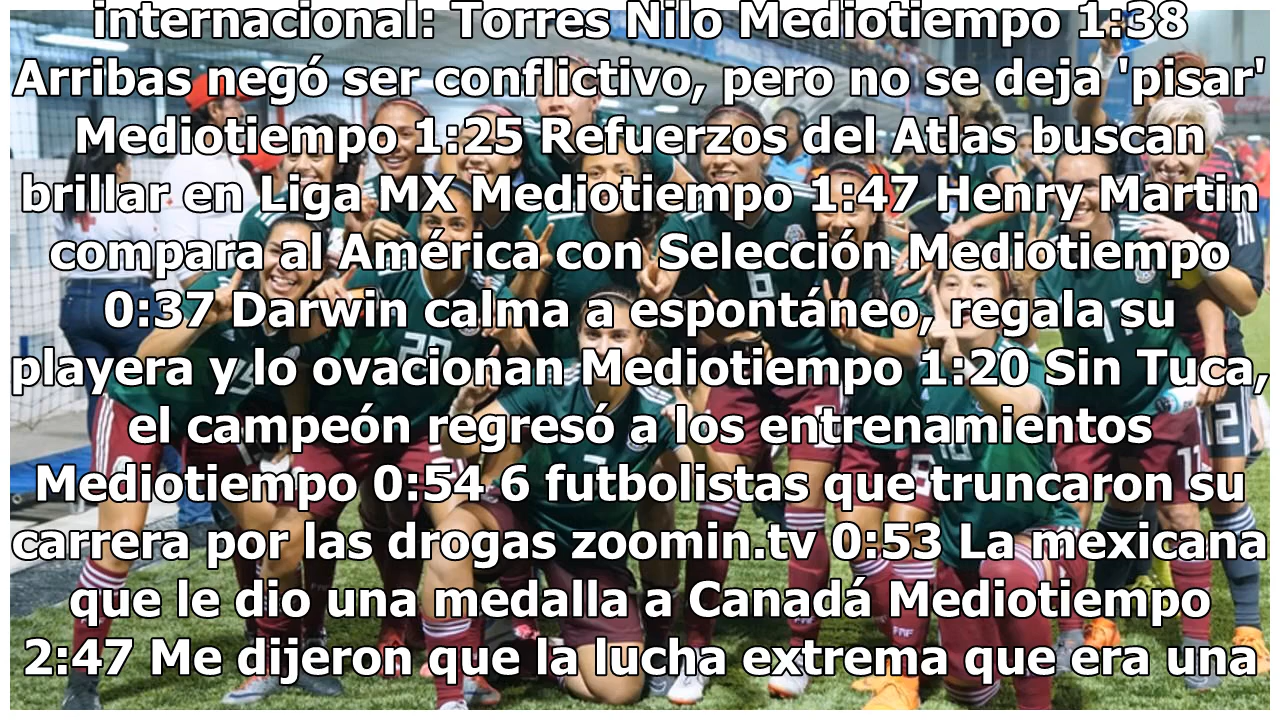 internacional: Torres Nilo Mediotiempo 1:38
Arribas negó ser conflictivo, pero no se deja 'pisar'
Mediotiempo 1:25 Refuerzos del Atlas buscan
brillar en Liga MX Mediotiempo 1:47 Henry Martin
compara al América con Selección Mediotiempo
0:37 Darwin calma a espontáneo, regala su
playera y lo ovacionan Mediotiempo 1:20 Sin Tuca,
el campeón regresó a los entrenamientos
Mediotiempo 0:54 6 futbolistas que truncaron su
carrera por las drogas zoomin.tv 0:53 La mexicana
que le dio una medalla a Canadá Mediotiempo
2:47 Me dijeron que la lucha extrema que era una